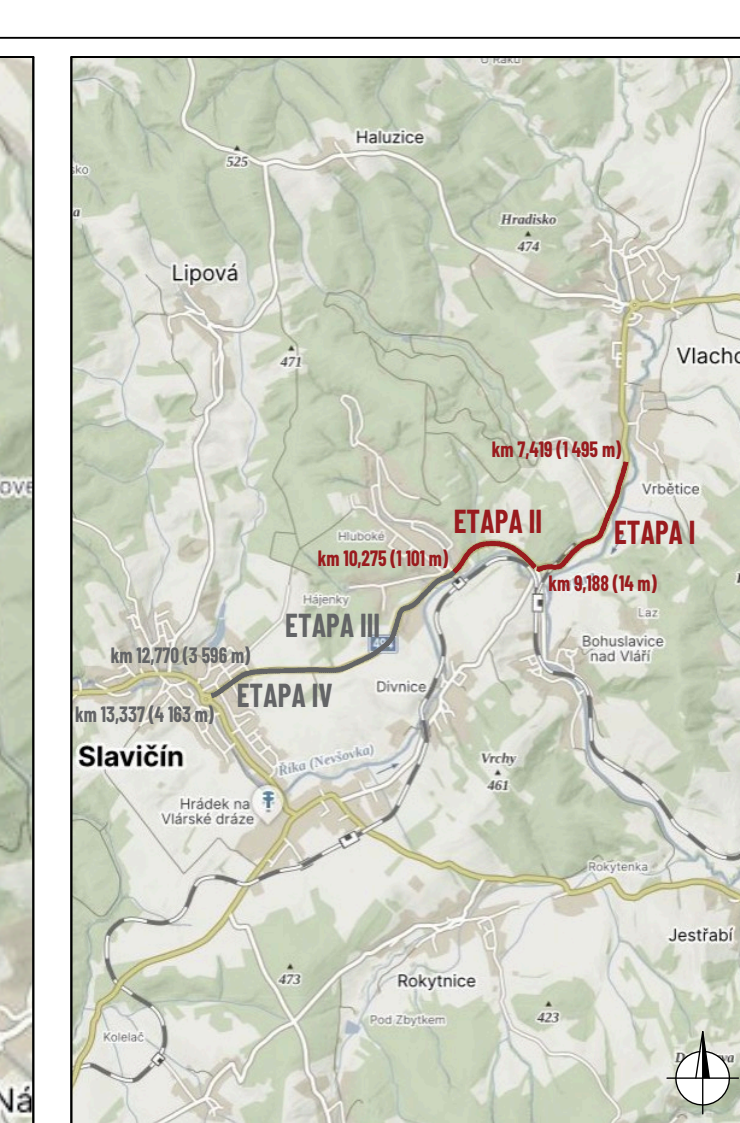 Haluzice
525
Hradisko
474
Lipová
471
Vlacho
km 7,419 (1 495 m)
Vrbětice
ETAPA II
ETAPA I
Hluboké
km 10,275 (1 101 m)
km 9,188 (14 m)
Hájenky
Laz
ETAPA III
Bohuslavice
nad Vláří
km 12,770 (3 596 m)
Divnice
ETAPA IV
km 13,337 (4 163 m)
Slavičín
Říka (Nevšovka)
Vrchy
461
Hrádek na
Vlárské dráze
Rokytenka
Jestřabí
473
Rokytnice
423
Pod Zbytkem
Kolelač
Ná